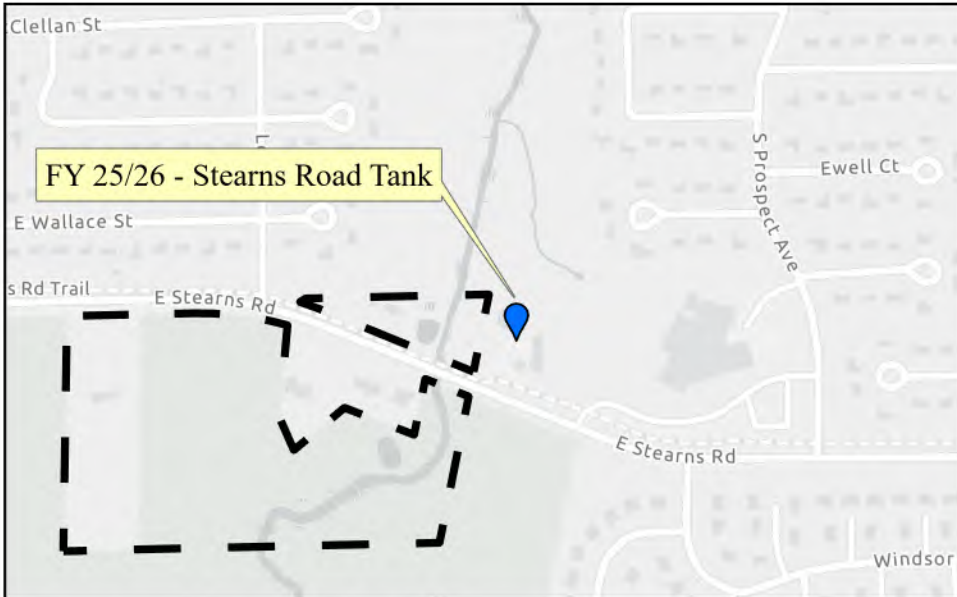 Clellan St
S Prospect Ave
Ewell Ct
FY 25/26 - Stearns Road Tank
E Wallace St
s Rd Trail
E Stearns Rd
E Stearns Rd
Windsor